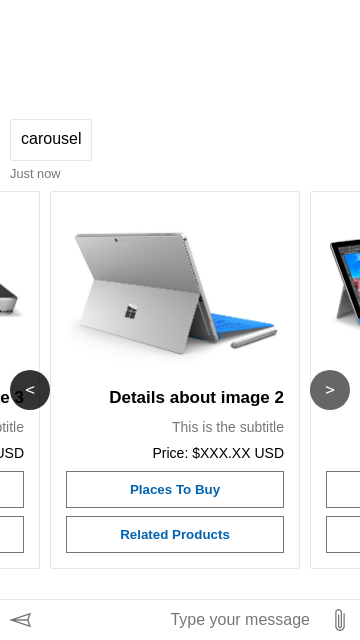 carousel
Just now
e 3
<
>
Details about image 2
title
This is the subtitle
USD
Price: $XXX.XX USD
Places To Buy
Related Products
Type your message